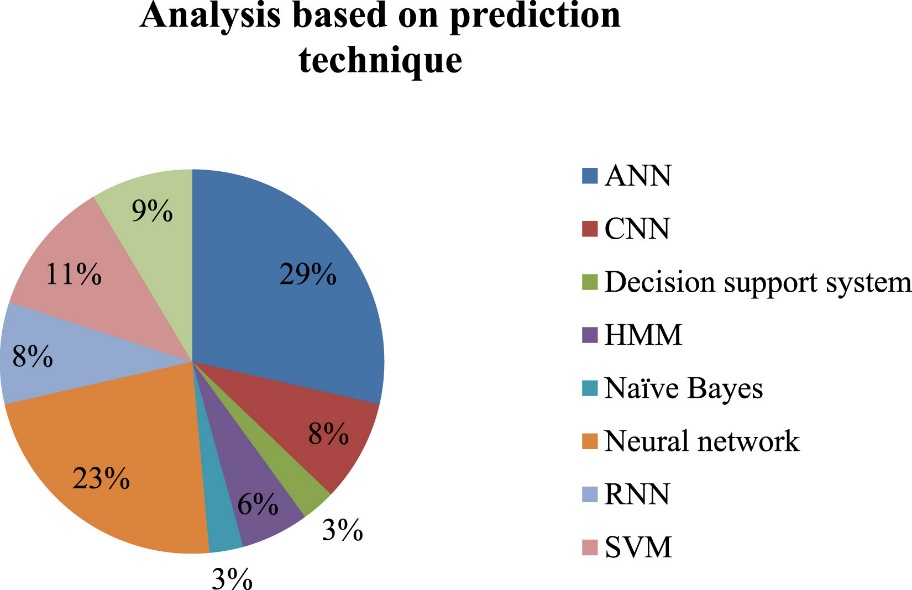 Analysis based on prediction
technique
29%
8%
3%
6%
3%
23%
8%
11%
9%
ANN
CNN
Decision support system
HMM
Naïve Bayes
Neural network
RNN
SVM